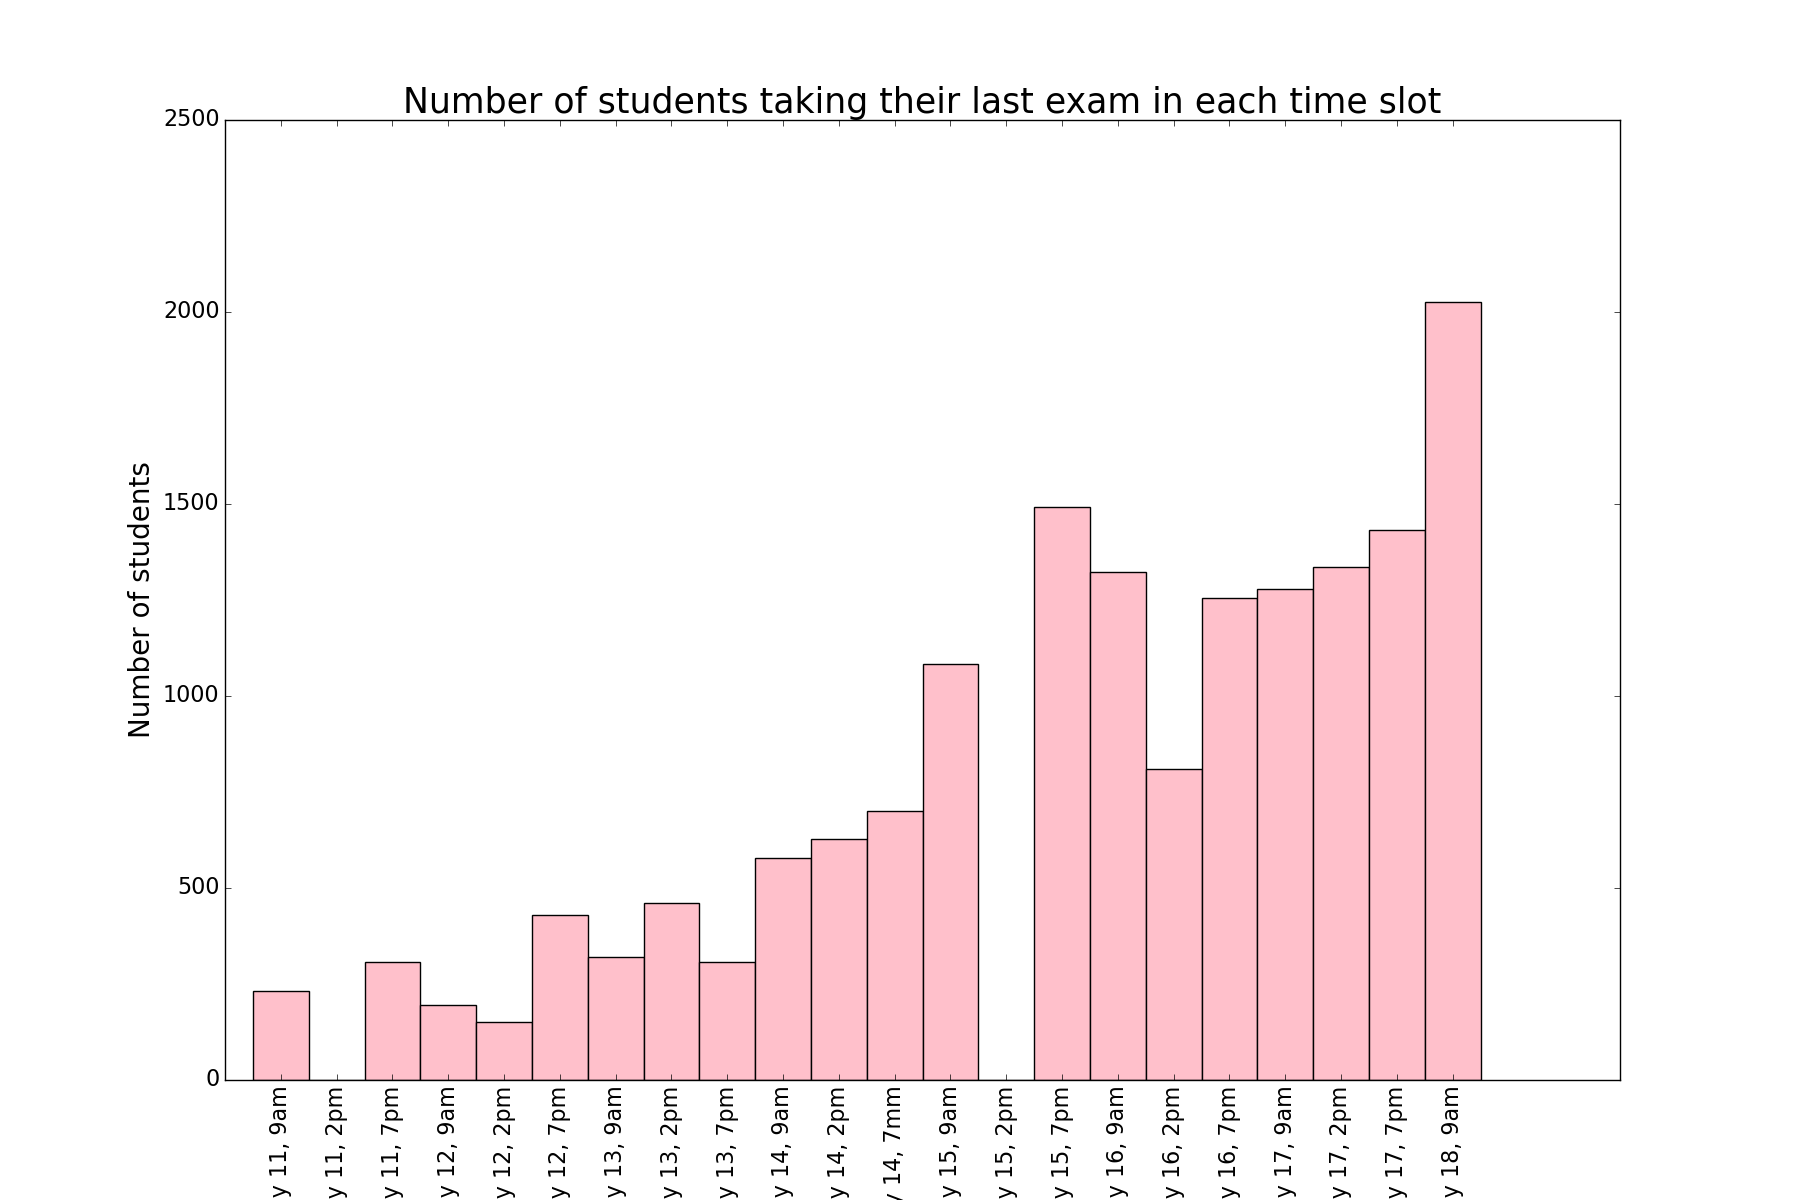 Number of students taking their last exam in each time slot
2500
2000
1500
1000
500
0
Number of students
y 11, 9am
y 11, 2pm
y 11, 7pm
y 12, 9am
y 12, 2pm
y 12, 7pm
y 13, 9am
y 13, 2pm
y 13, 7pm
y 14, 9am
y 14, 2pm
y 14, 7mm
y 15, 9am
y 15, 2pm
y 15, 7pm
y 16, 9am
y 16, 2pm
y 16, 7pm
y 17, 9am
y 17, 2pm
y 17, 7pm
y 18, 9am